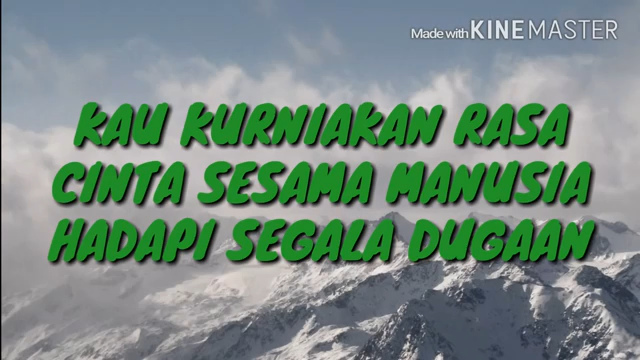 Made with KINEMASTER
KAU KURNIAKAN RASA
CINTA SESAMA MANUSIA
HADAPI SEGALA DUGAAN